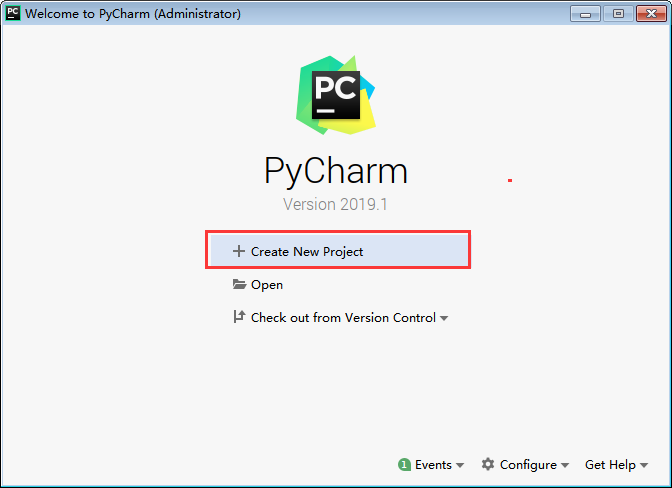 Welcome to PyCharm (Administrator)
PC
PyCharm
Version 2019.1
Create New Project
Open
Check out from Version Control
1 Events
Configure
Get Help